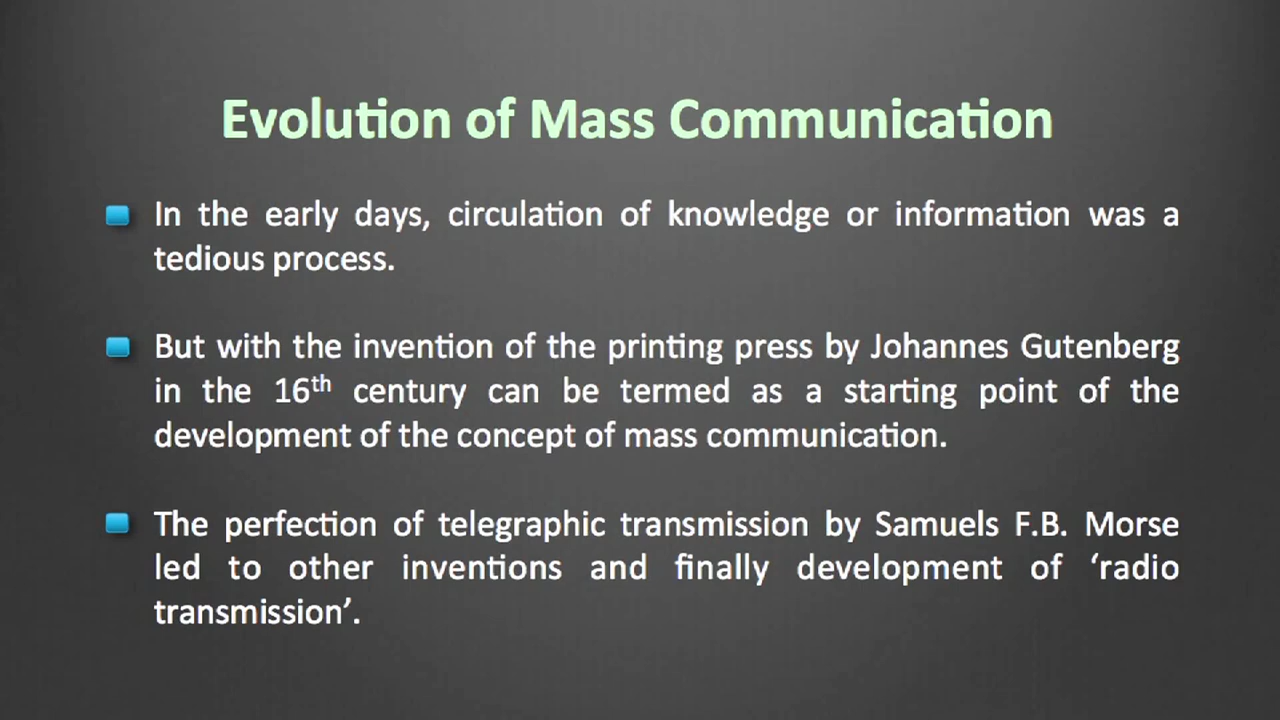 Evolution of Mass Communication
In the early days, circulation of knowledge or information was a
tedious process.
But with the invention of the printing press by Johannes Gutenberg
in the 16th century can be termed as a starting point of the
development of the concept of mass communication.
The perfection of telegraphic transmission by Samuels F.B. Morse
led to other inventions and finally development of ‘radio
transmission’.